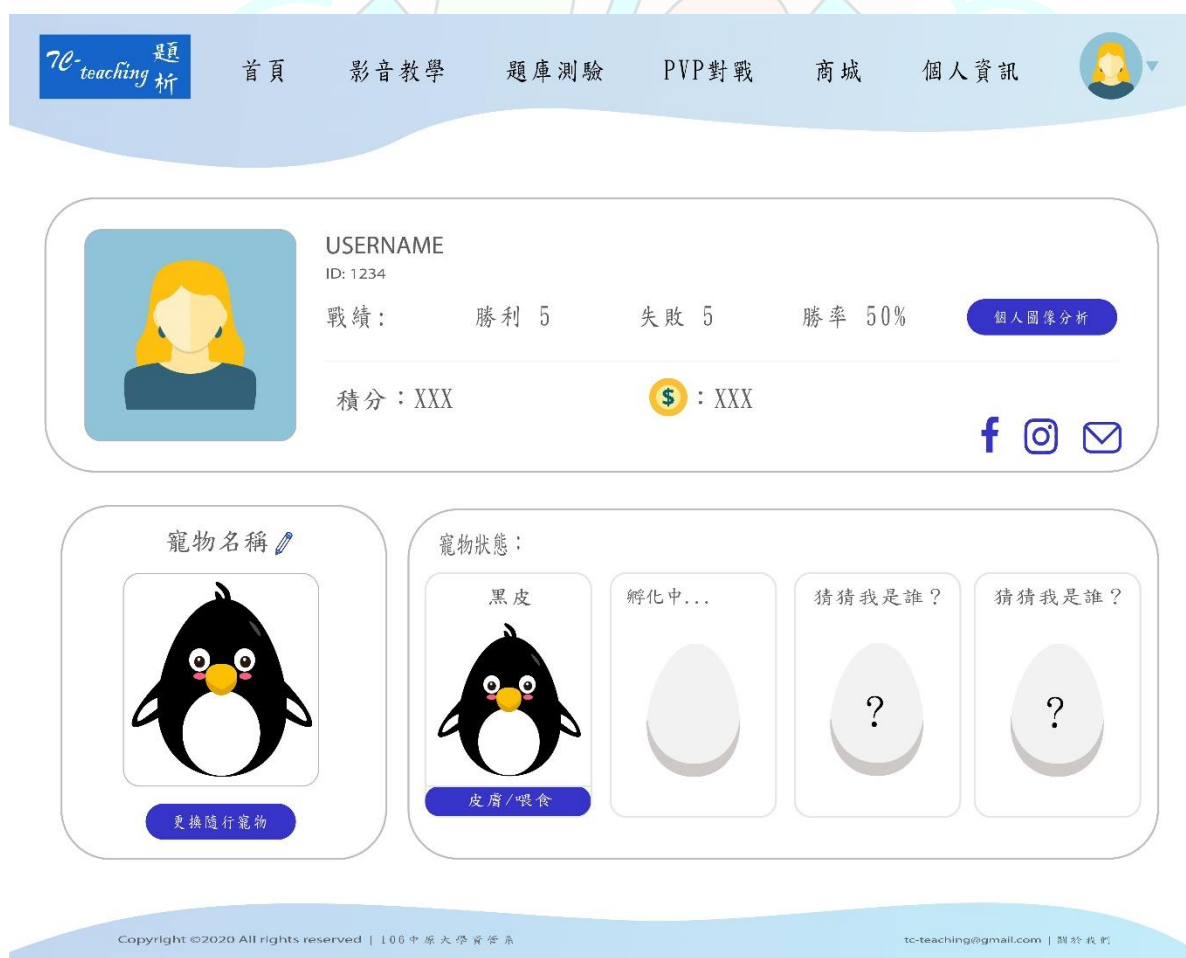 TC-teaching 題析
首頁 影音教學 題庫測驗 PVP對戰 商城 個人資訊
USERNAME
ID: 1234
戰績: 勝利 5 失敗 5 勝率 50% 個人圖像分析
積分：XXX $：XXX
寵物名稱
更換隨行寵物
寵物狀態：
黑皮 孵化中... 猜猜我是誰？ 猜猜我是誰？
? ?
皮膚/喂食
Copyright ©2020 All rights reserved | 106中原大學資管系 tc-teaching@gmail.com | 關於我們